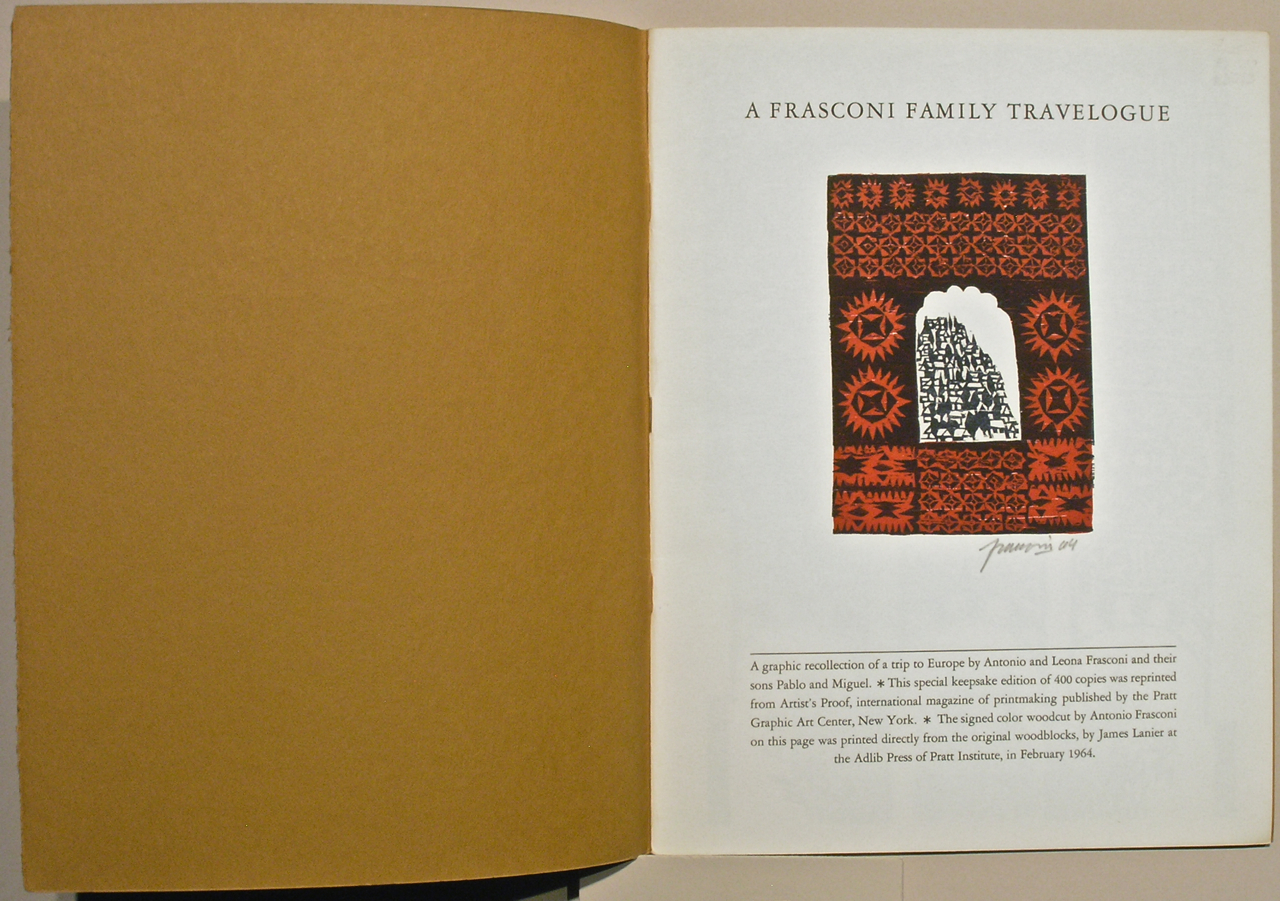 A FRASCONI FAMILY TRAVELOGUE
A graphic recollection of a trip to Europe by Antonio and Leona Frasconi and their
sons Pablo and Miguel. * This special keepsake edition of 400 copies was reprinted
from Artist's Proof, international magazine of printmaking published by the Pratt
Graphic Art Center, New York. * The signed color woodcut by Antonio Frasconi
on this page was printed directly from the original woodblocks, by James Lanier at
the Adlib Press of Pratt Institute, in February 1964.